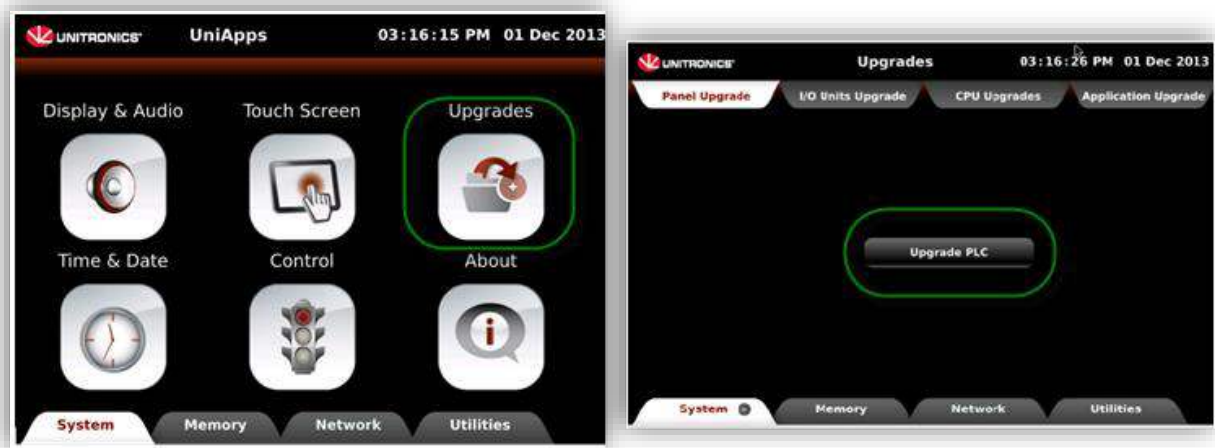 UNITRONICS UniApps 03:16:15 PM 01 Dec 2013
Display & Audio Touch Screen Upgrades
Time & Date Control About
System Memory Network Utilities
UNITRONICS Upgrades 03:16:26 PM 01 Dec 2013
Panel Upgrade I/O Units Upgrade CPU Upgrades Application Upgrade
Upgrade PLC
System Memory Network Utilities